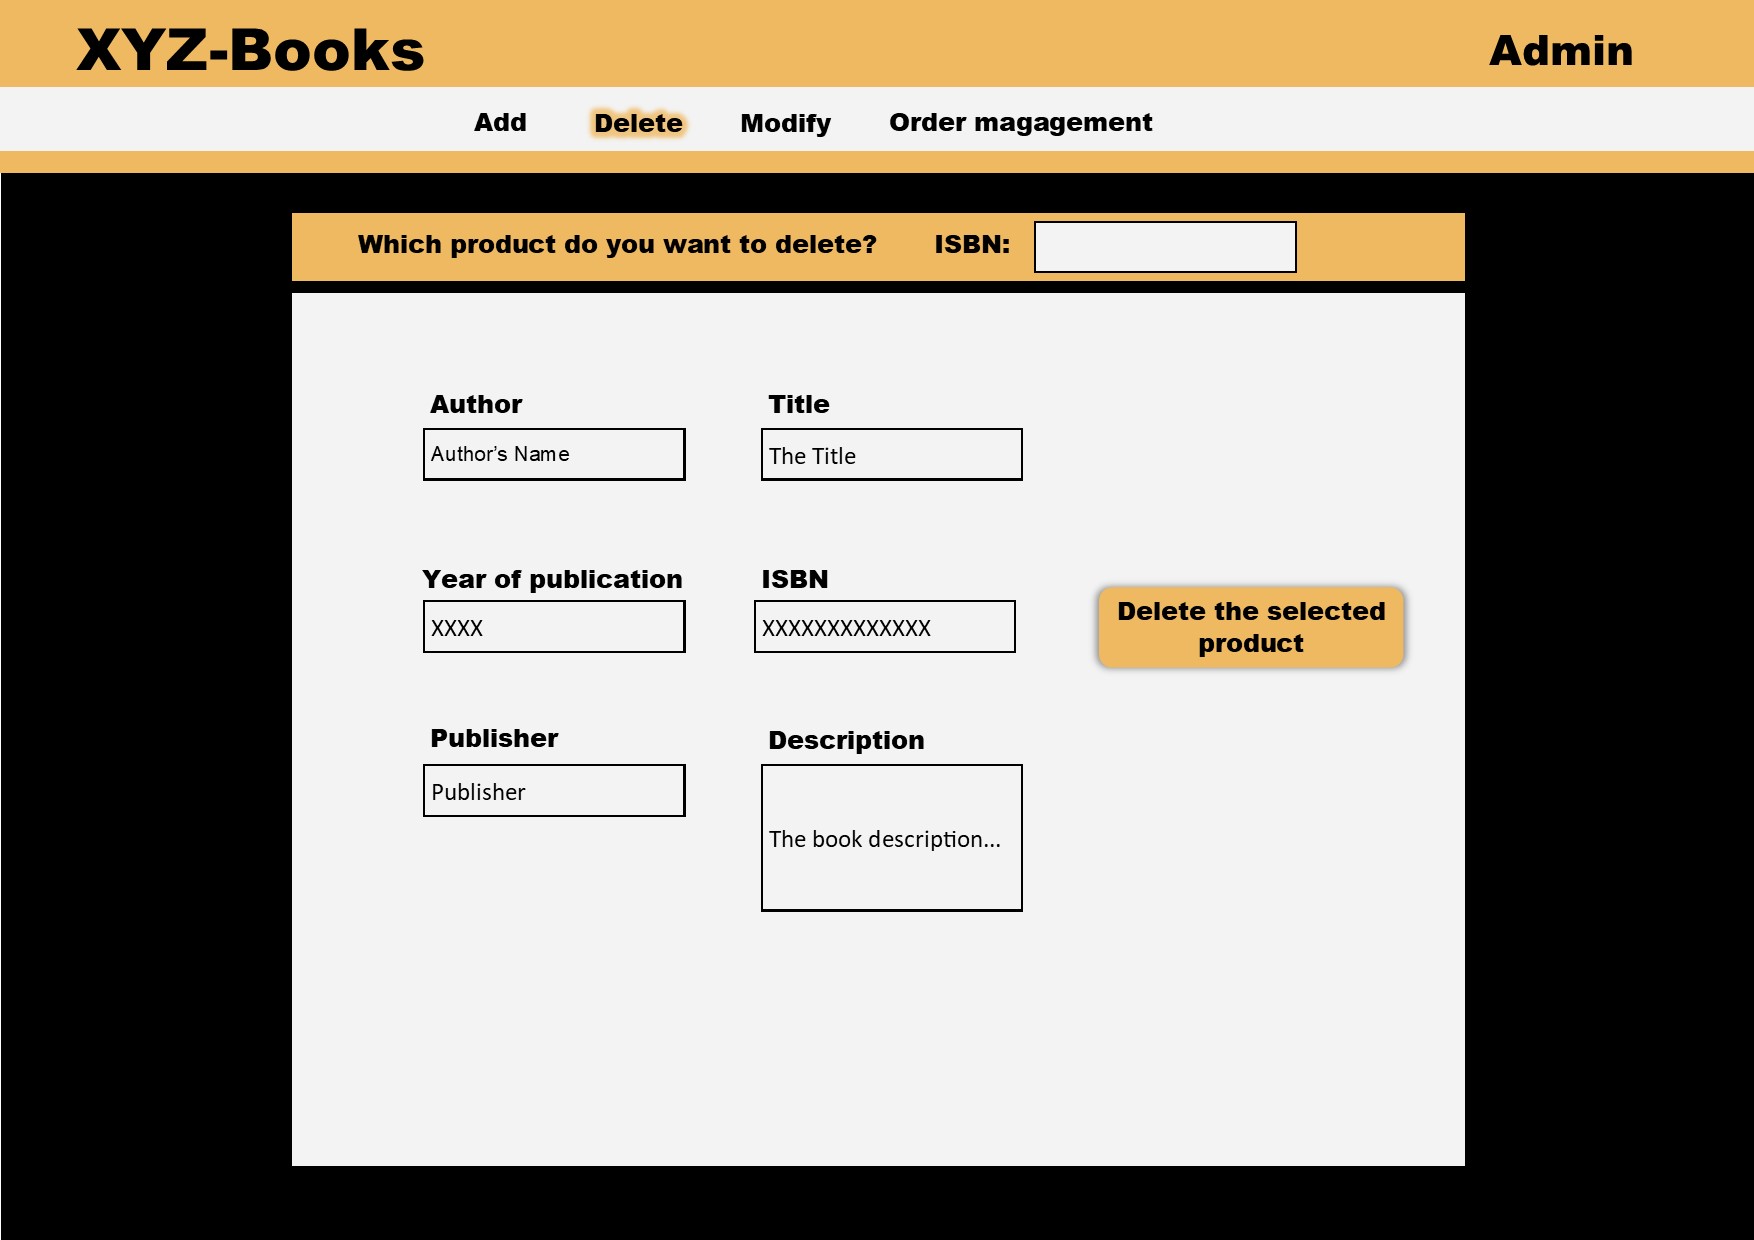 XYZ-Books
Admin
Add
Delete
Modify
Order magagement
Which product do you want to delete?
ISBN:
Author
Title
Author's Name
The Title
Year of publication
ISBN
XXXX
XXXXXXXXXXXXX
Delete the selected
product
Publisher
Description
Publisher
The book description...